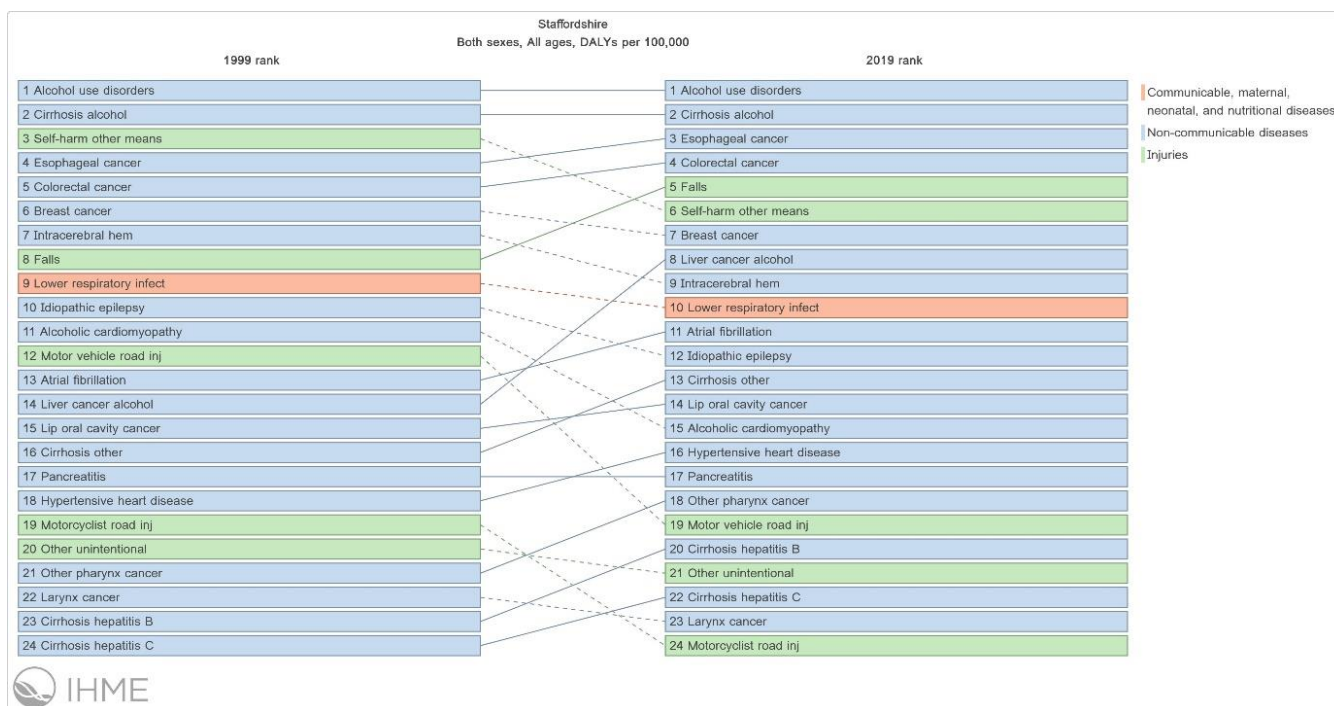 Staffordshire
Both sexes, All ages, DALYs per 100,000
1999 rank
1 Alcohol use disorders
2 Cirrhosis alcohol
3 Self-harm other means
4 Esophageal cancer
5 Colorectal cancer
6 Breast cancer
7 Intracerebral hem
8 Falls
9 Lower respiratory infect
10 Idiopathic epilepsy
11 Alcoholic cardiomyopathy
12 Motor vehicle road inj
13 Atrial fibrillation
14 Liver cancer alcohol
15 Lip oral cavity cancer
16 Cirrhosis other
17 Pancreatitis
18 Hypertensive heart disease
19 Motorcyclist road inj
20 Other unintentional
21 Other pharynx cancer
22 Larynx cancer
23 Cirrhosis hepatitis B
24 Cirrhosis hepatitis C
2019 rank
1 Alcohol use disorders
2 Cirrhosis alcohol
3 Esophageal cancer
4 Colorectal cancer
5 Falls
6 Self-harm other means
7 Breast cancer
8 Liver cancer alcohol
9 Intracerebral hem
10 Lower respiratory infect
11 Atrial fibrillation
12 Idiopathic epilepsy
13 Cirrhosis other
14 Lip oral cavity cancer
15 Alcoholic cardiomyopathy
16 Hypertensive heart disease
17 Pancreatitis
18 Other pharynx cancer
19 Motor vehicle road inj
20 Cirrhosis hepatitis B
21 Other unintentional
22 Cirrhosis hepatitis C
23 Larynx cancer
24 Motorcyclist road inj
Communicable, maternal,
neonatal, and nutritional diseases
Non-communicable diseases
Injuries
IHME